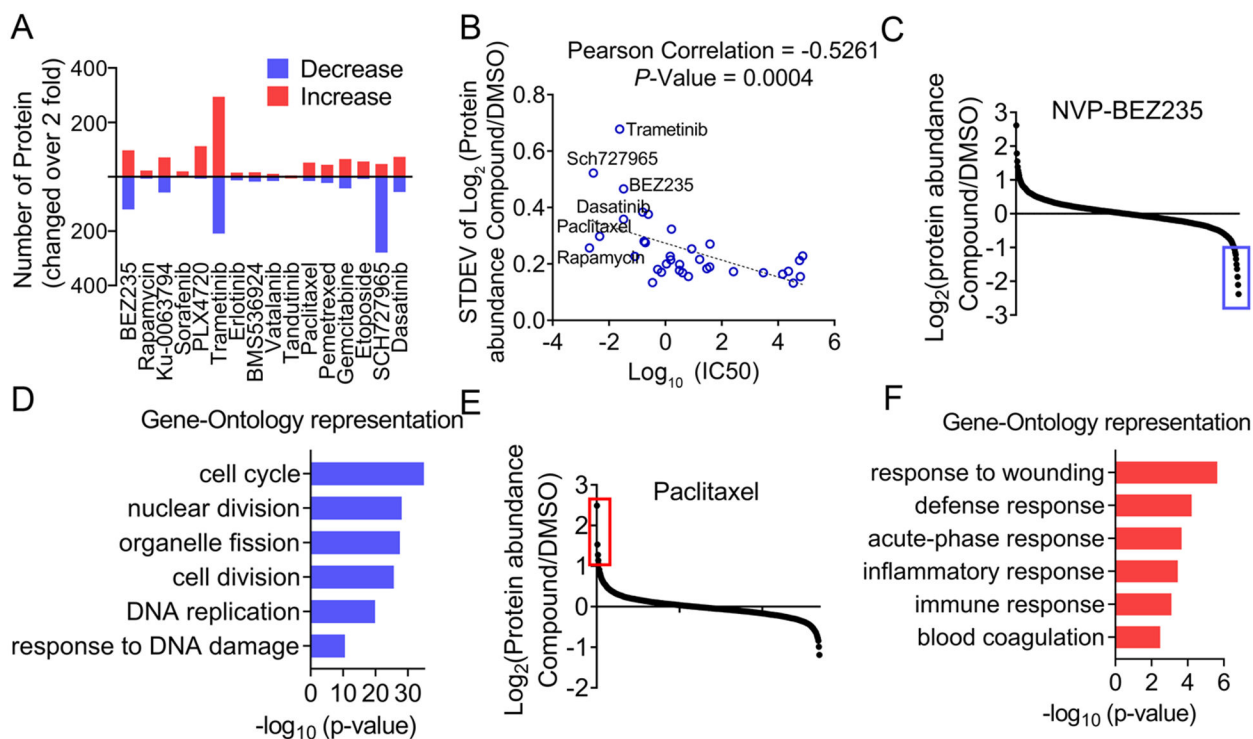 A
Number of Protein
(changed over 2 fold)
400
200
200
400
Decrease
Increase
BEZ235
Rapamycin
Ku-0063794
Sorafenib
PLX4720
Trametinib
Erlotinib
BMS536924
Vatalanib
Tandutinib
Paclitaxel
Pemetrexed
Gemcitabine
Etoposide
SCH727965
Dasatinib
B
Pearson Correlation = -0.5261
P-Value = 0.0004
STDEV of Log2 (Protein
abundance Compound/DMSO)
0.8
0.6
0.4
0.2
0.0
Trametinib
Sch727965
BEZ235
Dasatinib
Paclitaxel
Rapamycin
-4 -2 0 2 4 6
Log10 (IC50)
C
NVP-BEZ235
Log2(protein abundance
Compound/DMSO)
3
2
1
0
-1
-2
-3
D
Gene-Ontology representation
cell cycle
nuclear division
organelle fission
cell division
DNA replication
response to DNA damage
0 10 20 30
-log10 (p-value)
E
Paclitaxel
Log2(Protein abundance
Compound/DMSO)
3
2
1
0
-1
-2
F
Gene-Ontology representation
response to wounding
defense response
acute-phase response
inflammatory response
immune response
blood coagulation
0 2 4 6
-log10 (p-value)